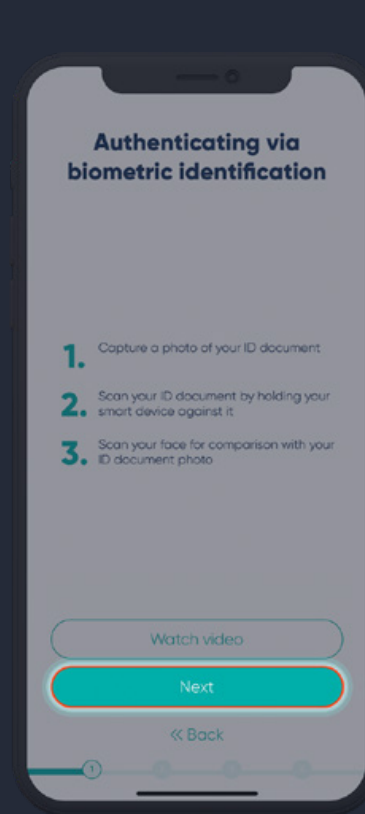 Authenticating via
biometric identification
1. Capture a photo of your ID document
2. Scan your ID document by holding your
smart device against it
3. Scan your face for comparison with your
ID document photo
Watch video
Next
« Back
1